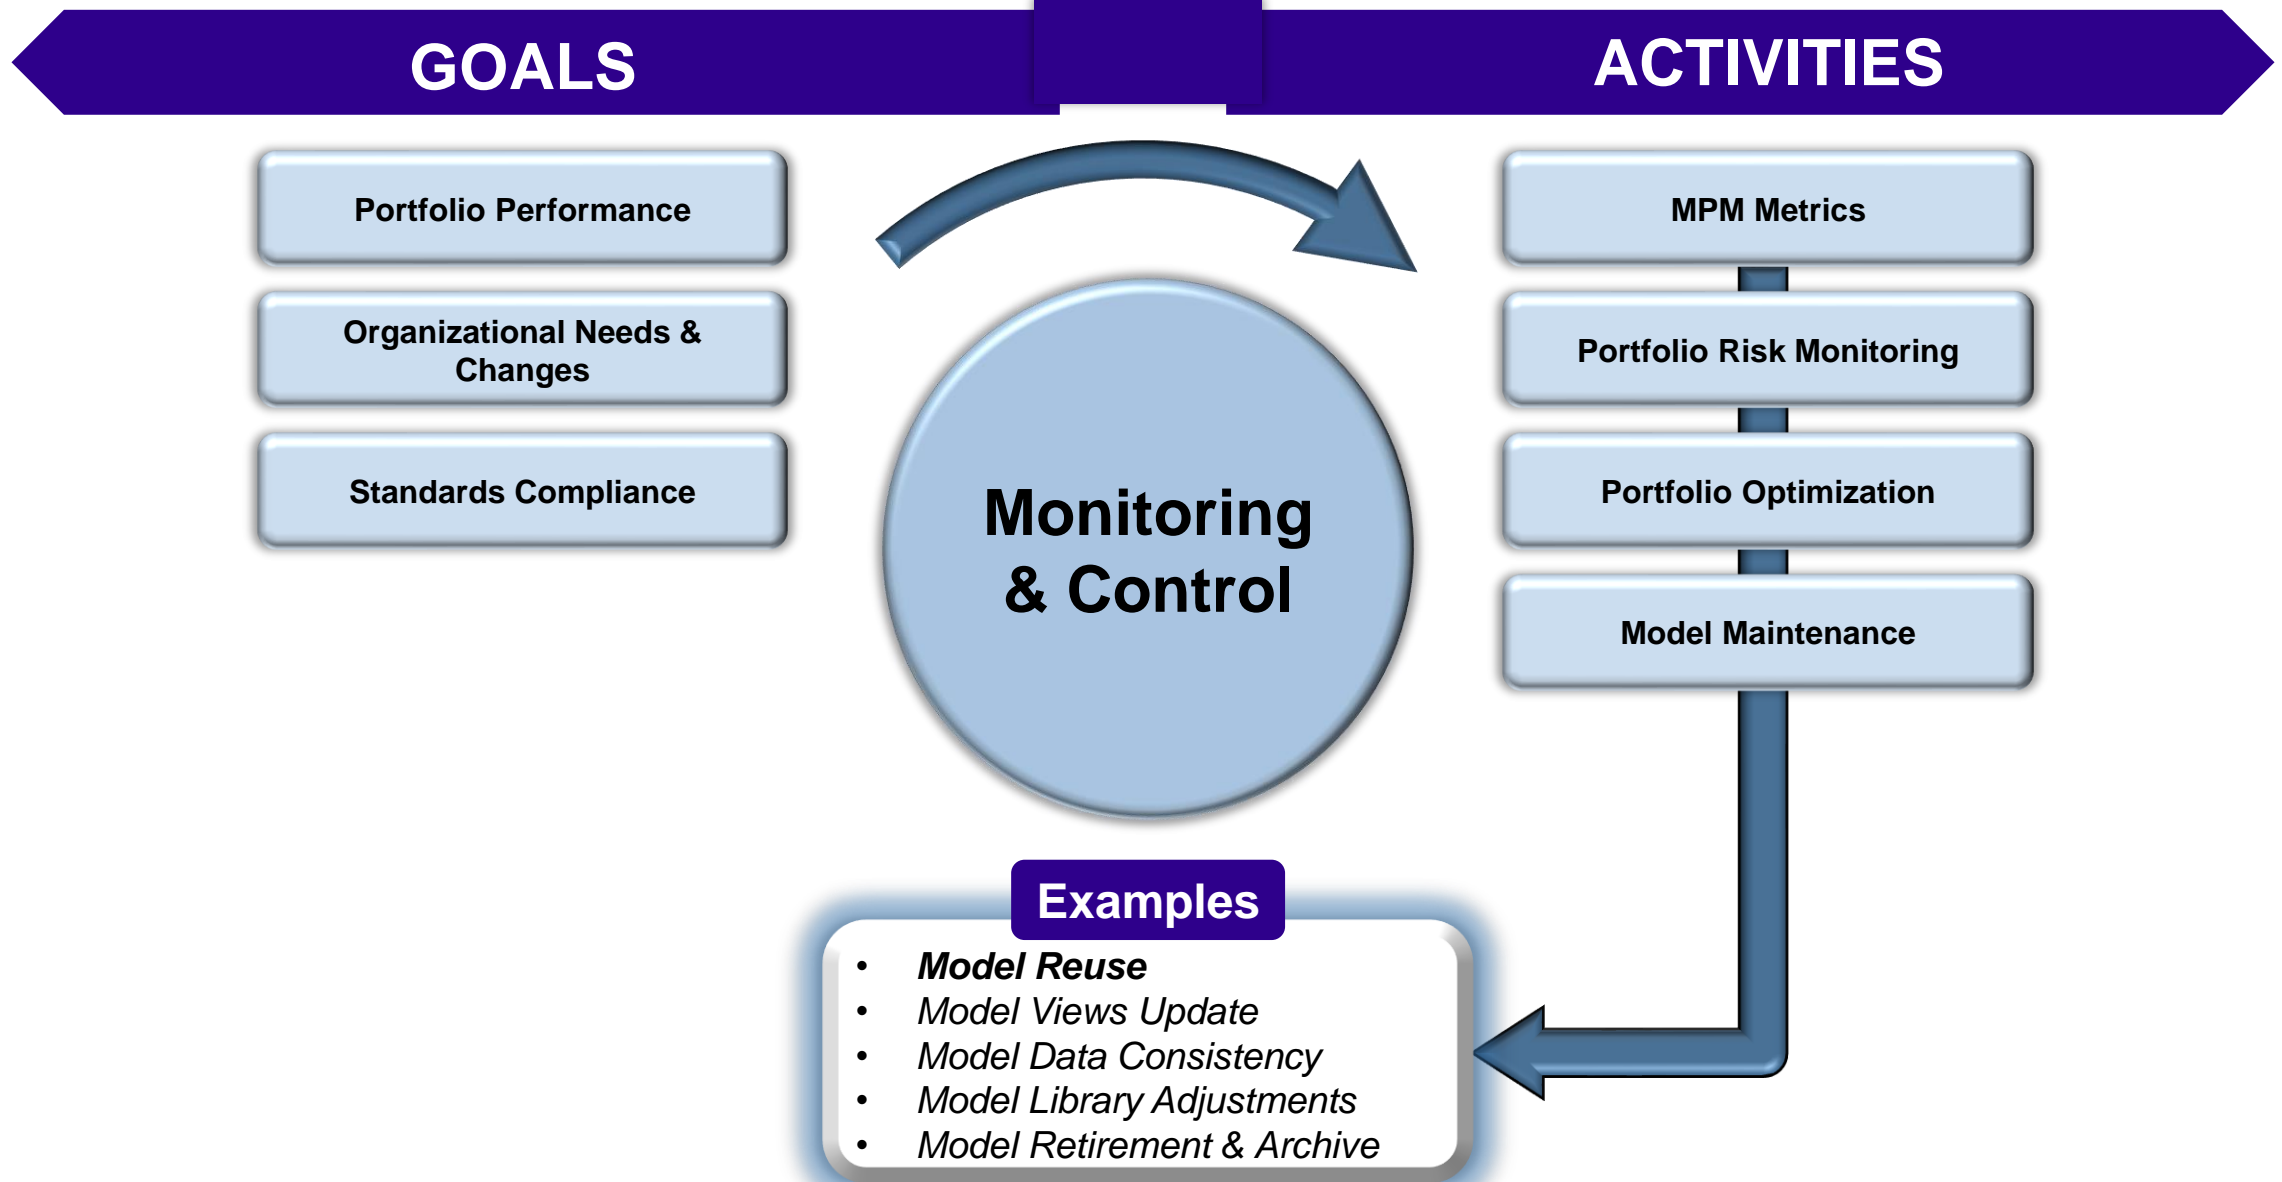 GOALS
ACTIVITIES
Portfolio Performance
Organizational Needs &
Changes
Standards Compliance
Monitoring
& Control
MPM Metrics
Portfolio Risk Monitoring
Portfolio Optimization
Model Maintenance
Examples
• Model Reuse
• Model Views Update
• Model Data Consistency
• Model Library Adjustments
• Model Retirement & Archive